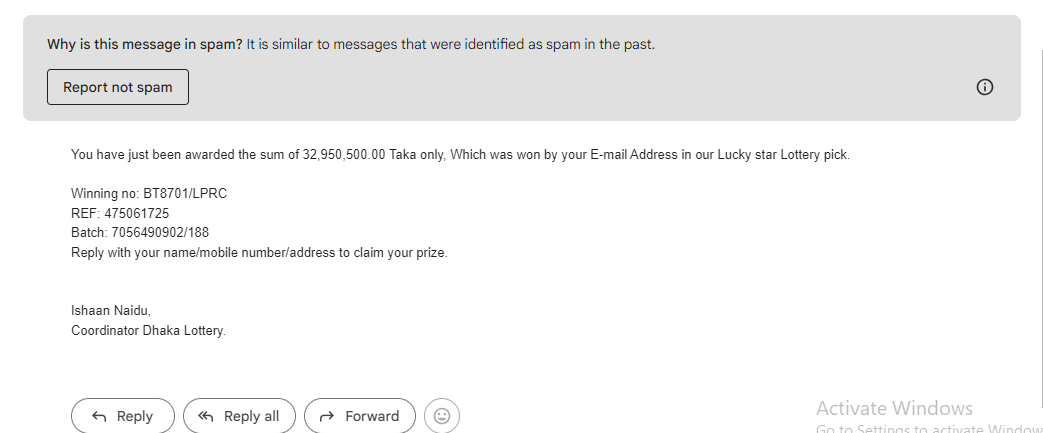 Why is this message in spam? It is similar to messages that were identified as spam in the past.
Report not spam
You have just been awarded the sum of 32,950,500.00 Taka only, Which was won by your E-mail Address in our Lucky star Lottery pick.
Winning no: BT8701/LPRC
REF: 475061725
Batch: 7056490902/188
Reply with your name/mobile number/address to claim your prize.
Ishaan Naidu,
Coordinator Dhaka Lottery.
Reply Reply all Forward
Activate Windows
Go to Settings to activate Window